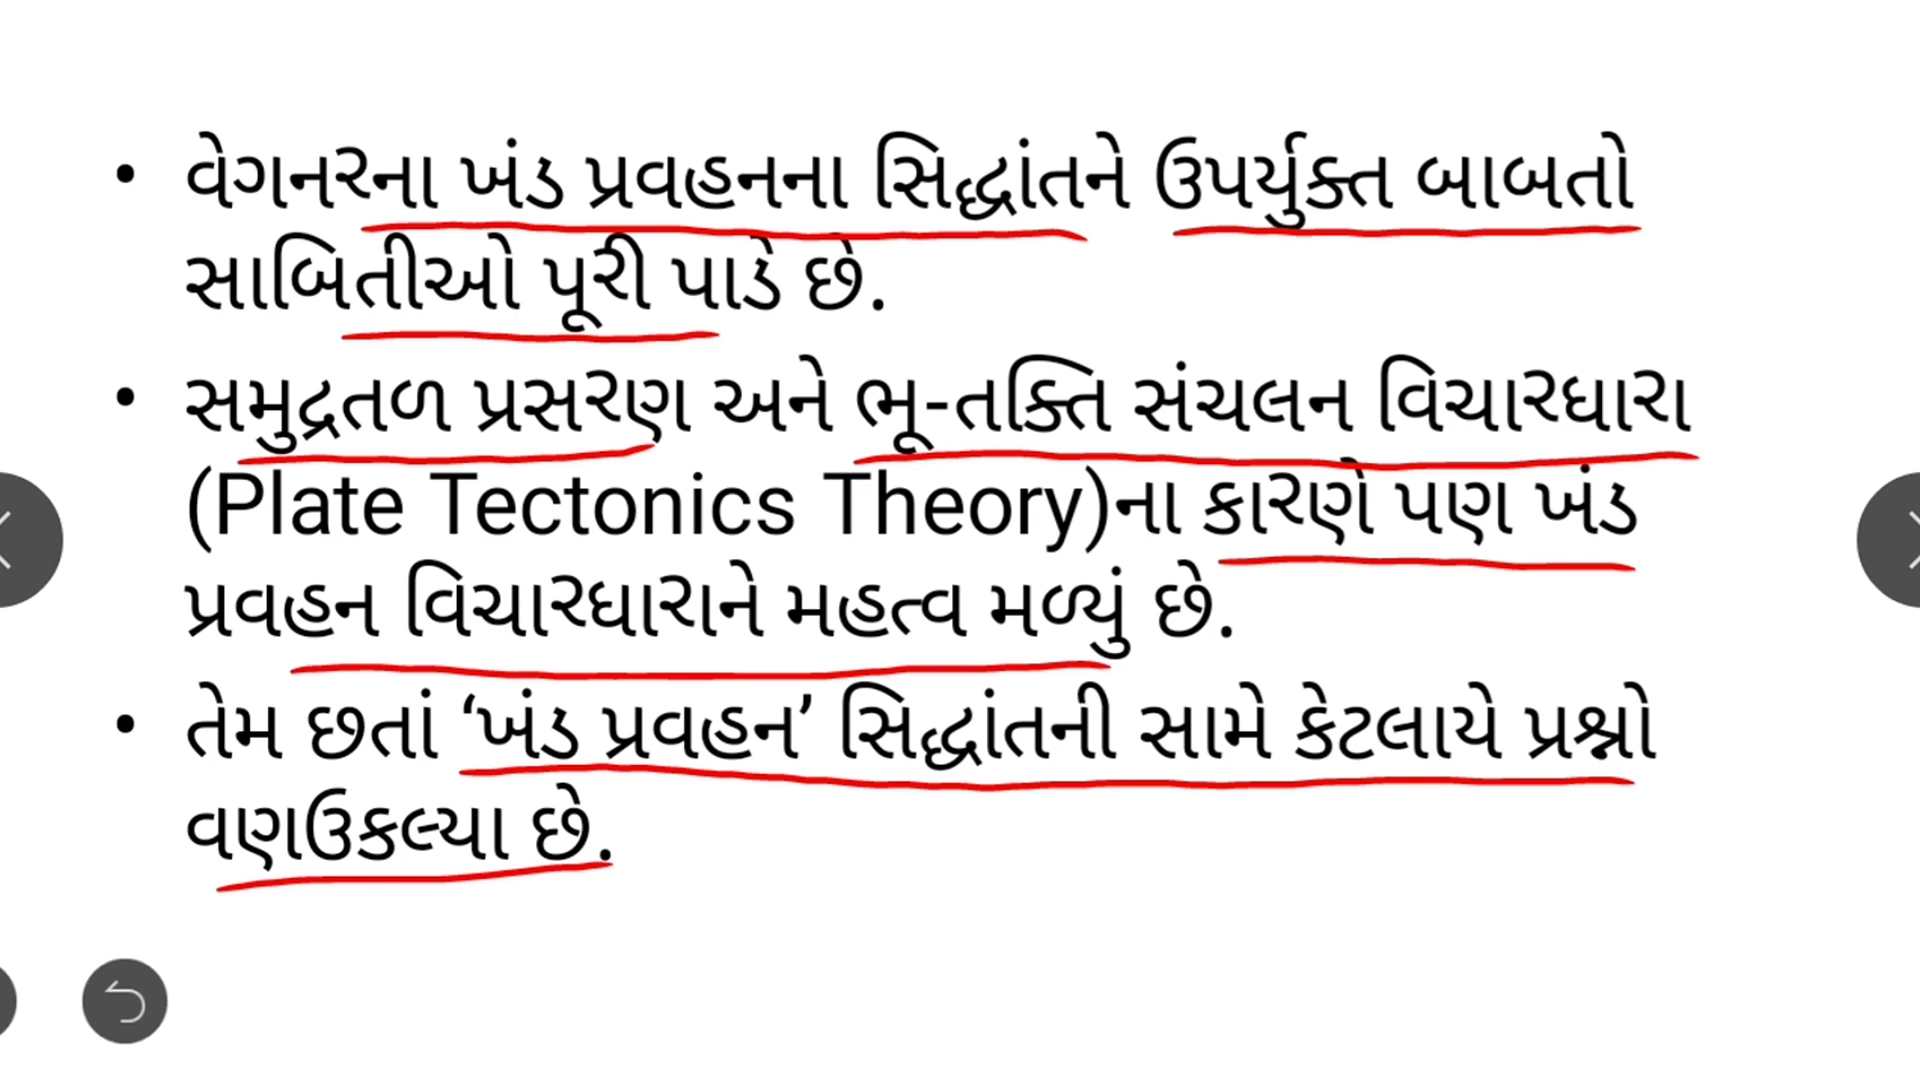 • વેગનરના ખંડ પ્રવહનના સિદ્ધાંતને ઉપર્યુક્ત બાબતો
સાબિતીઓ પૂરી પાડે છે.
• સમુદ્રતળ પ્રસરણ અને ભૂ-તક્તિ સંચલન વિચારધારા
(Plate Tectonics Theory)ના કારણે પણ ખંડ
પ્રવહન વિચારધારાને મહત્વ મળ્યું છે.
• તેમ છતાં ‘ખંડ પ્રવહન’ સિદ્ધાંતની સામે કેટલાયે પ્રશ્નો
વણઉકલ્યા છે.